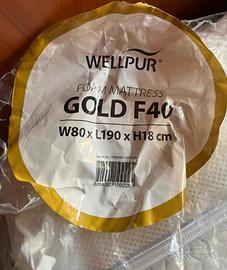 WELLPUR®
FOAM MATTRESS
GOLD F40
W80 x L190 x H18 cm